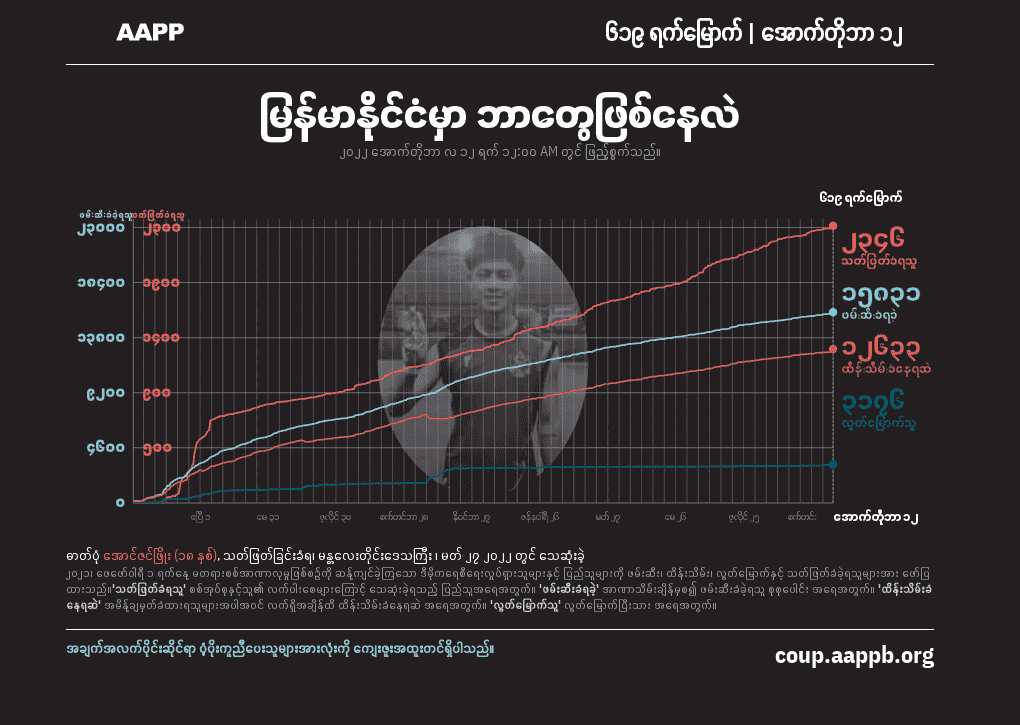 AAPP
၆၁၉ ရက်မြောက် | အောက်တိုဘာ ၁၂
မြန်မာနိုင်ငံမှာ ဘာတွေဖြစ်နေလဲ
၂၀၂၂ အောက်တိုဘာ လ ၁၂ ရက် ၁၂:၀၀ AM တွင် ဖြည့်စွက်သည်။
၆၁၉ ရက်မြောက်
ဖမ်းဆီးခံခဲ့ရသူ သတ်ဖြတ်ခံရသူ
၂၃၀၀၀ ၂၃၀၀
၁၈၄၀၀ ၁၉၀၀
၁၃၀၀၀ ၁၄၀၀
၉၂၀၀ ၉၀၀
၄၆၀၀ ၅၀၀
၀
၂၃၄၆
သတ်ဖြတ်ခံရသူ
၁၅၈၃၁
ဖမ်းဆီးခံရခဲ့
၁၂၆၃၃
ထိန်းသိမ်းခံနေရဆဲ
၃၁၇၆
လွတ်မြောက်သူ
ဧပြီ ၁ မေ ၃၁ ဇူလိုင် ၃၀ စက်တင်ဘာ ၂၈ နိုဝင်ဘာ ၂၇ ဇန်နဝါရီ ၂၆ မတ် ၂၇ မေ ၂၆ ဇူလိုင် ၂၅ စက်တင်း အောက်တိုဘာ ၁၂
ဓာတ်ပုံ အောင်ဇင်ဖြိုး (၁၈ နှစ်), သတ်ဖြတ်ခြင်းခံရ၊ မန္တလေးတိုင်းဒေသကြီး ၊ မတ် ၂၇ ၂၀၂၂ တွင် သေဆုံးခဲ့
၂၀၂၁၊ ဖေဖော်ဝါရီ ၁ ရက်နေ့ မတရားစစ်အာဏာလုမှုဖြစ်စဉ်ကို ဆန့်ကျင်ခဲ့ကြသော ဒီမိုကရေစီရေးလှုပ်ရှားသူများနှင့် ပြည်သူများကို ဖမ်းဆီး၊ ထိန်းသိမ်း၊ လွတ်မြောက်နှင့် သတ်ဖြတ်ခံခဲ့ရသူများအား ဖော်ပြ
ထားသည်။'သတ်ဖြတ်ခံရသူ' စစ်အုပ်စုနှင့်သူ၏ လက်ပါးစေများကြောင့် သေဆုံးခဲ့ရသည့် ပြည်သူအရေအတွက်။ 'ဖမ်းဆီးခံရခဲ့' အာဏာသိမ်းချိန်မှစ၍ ဖမ်းဆီးခံခဲ့ရသူ စုစုပေါင်း အရေအတွက်။ 'ထိန်းသိမ်းခံ
နေရဆဲ' အမိန့်ချမှတ်ခံထားရသူများအပါအဝင် လက်ရှိအချိန်ထိ ထိန်းသိမ်းခံနေရဆဲ အရေအတွက်။ 'လွတ်မြောက်သူ' လွတ်မြောက်ပြီးသား အရေအတွက်။
အချက်အလက်ပိုင်းဆိုင်ရာ ပံ့ပိုးကူညီပေးသူများအားလုံးကို ကျေးဇူးအထူးတင်ရှိပါသည်။
coup.aappb.org